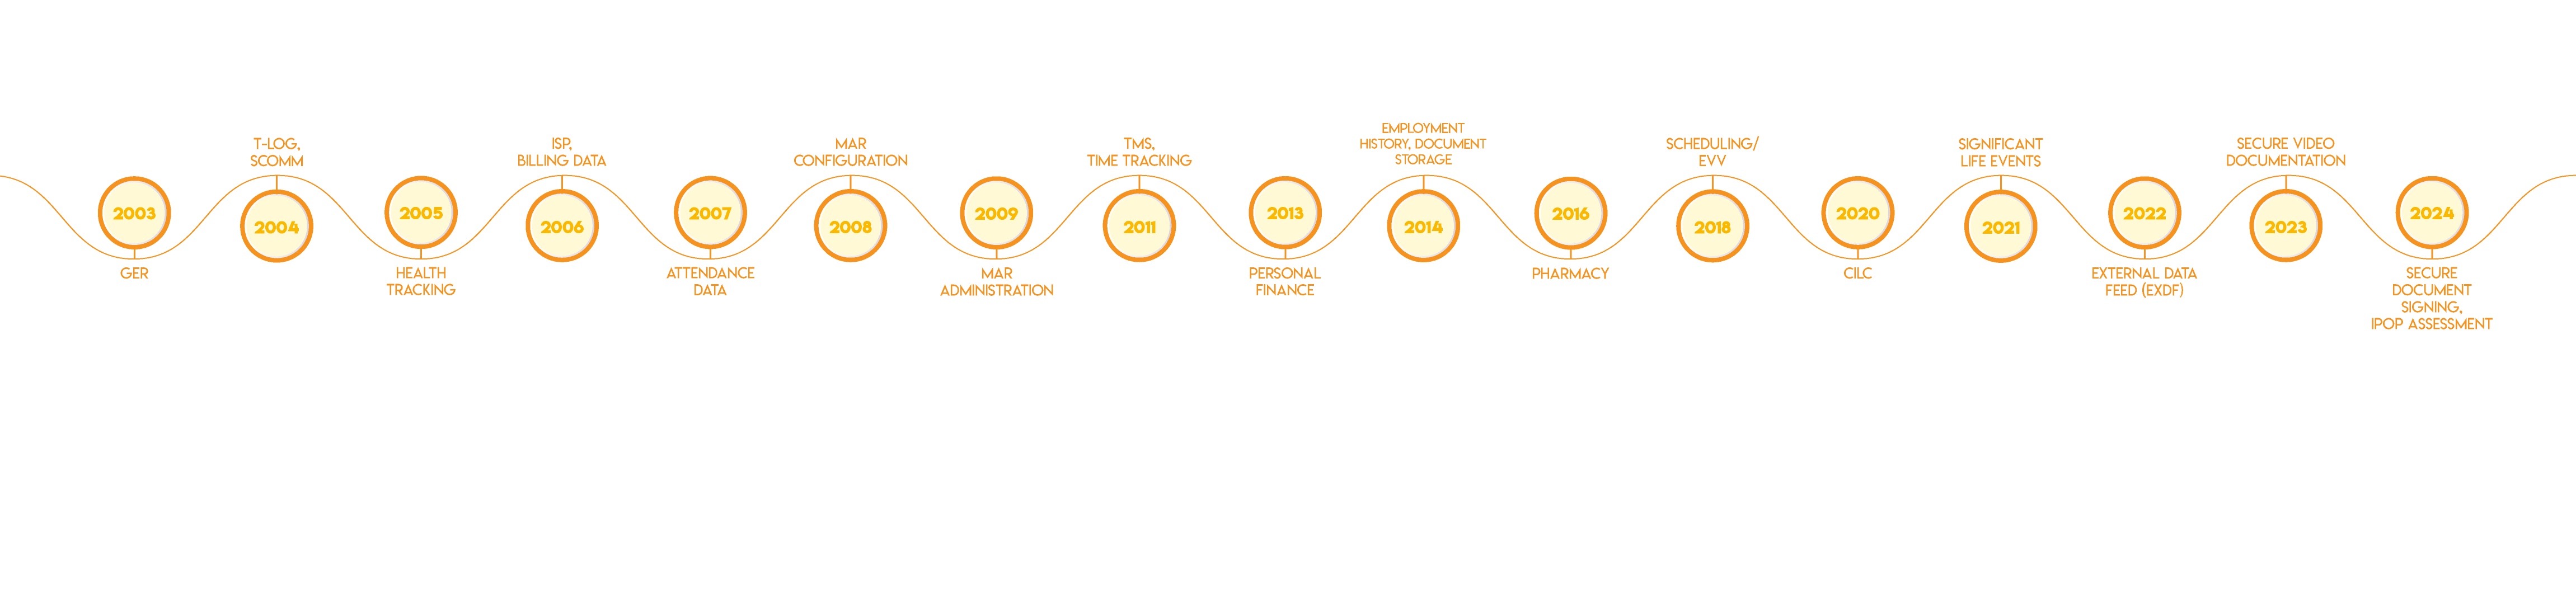 2003
GER
T-LOG,
SCOMM
2004
2005
HEALTH
TRACKING
ISP,
BILLING DATA
2006
2007
ATTENDANCE
DATA
MAR
CONFIGURATION
2008
2009
MAR
ADMINISTRATION
TMS,
TIME TRACKING
2011
2013
PERSONAL
FINANCE
EMPLOYMENT
HISTORY, DOCUMENT
STORAGE
2014
2016
PHARMACY
SCHEDULING/
EVV
2018
2020
CILC
SIGNIFICANT
LIFE EVENTS
2021
2022
EXTERNAL DATA
FEED (EXDF)
SECURE VIDEO
DOCUMENTATION
2023
2024
SECURE
DOCUMENT
SIGNING,
IPOP ASSESSMENT